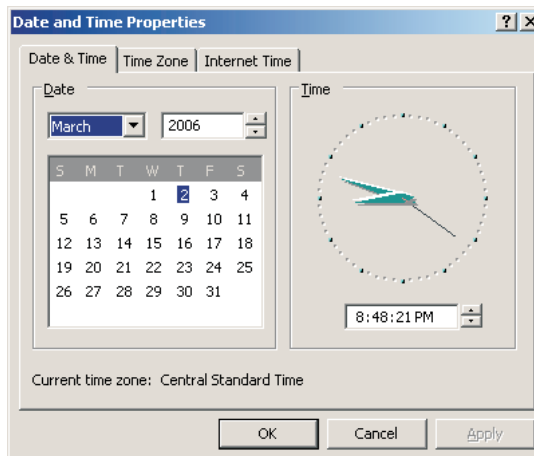 Date and Time Properties
Date & Time Time Zone Internet Time
Date
Time
March 2006
S M T W T F S
1 2 3 4
5 6 7 8 9 10 11
12 13 14 15 16 17 18
19 20 21 22 23 24 25
26 27 28 29 30 31
8:48:21 PM
Current time zone: Central Standard Time
OK Cancel Apply